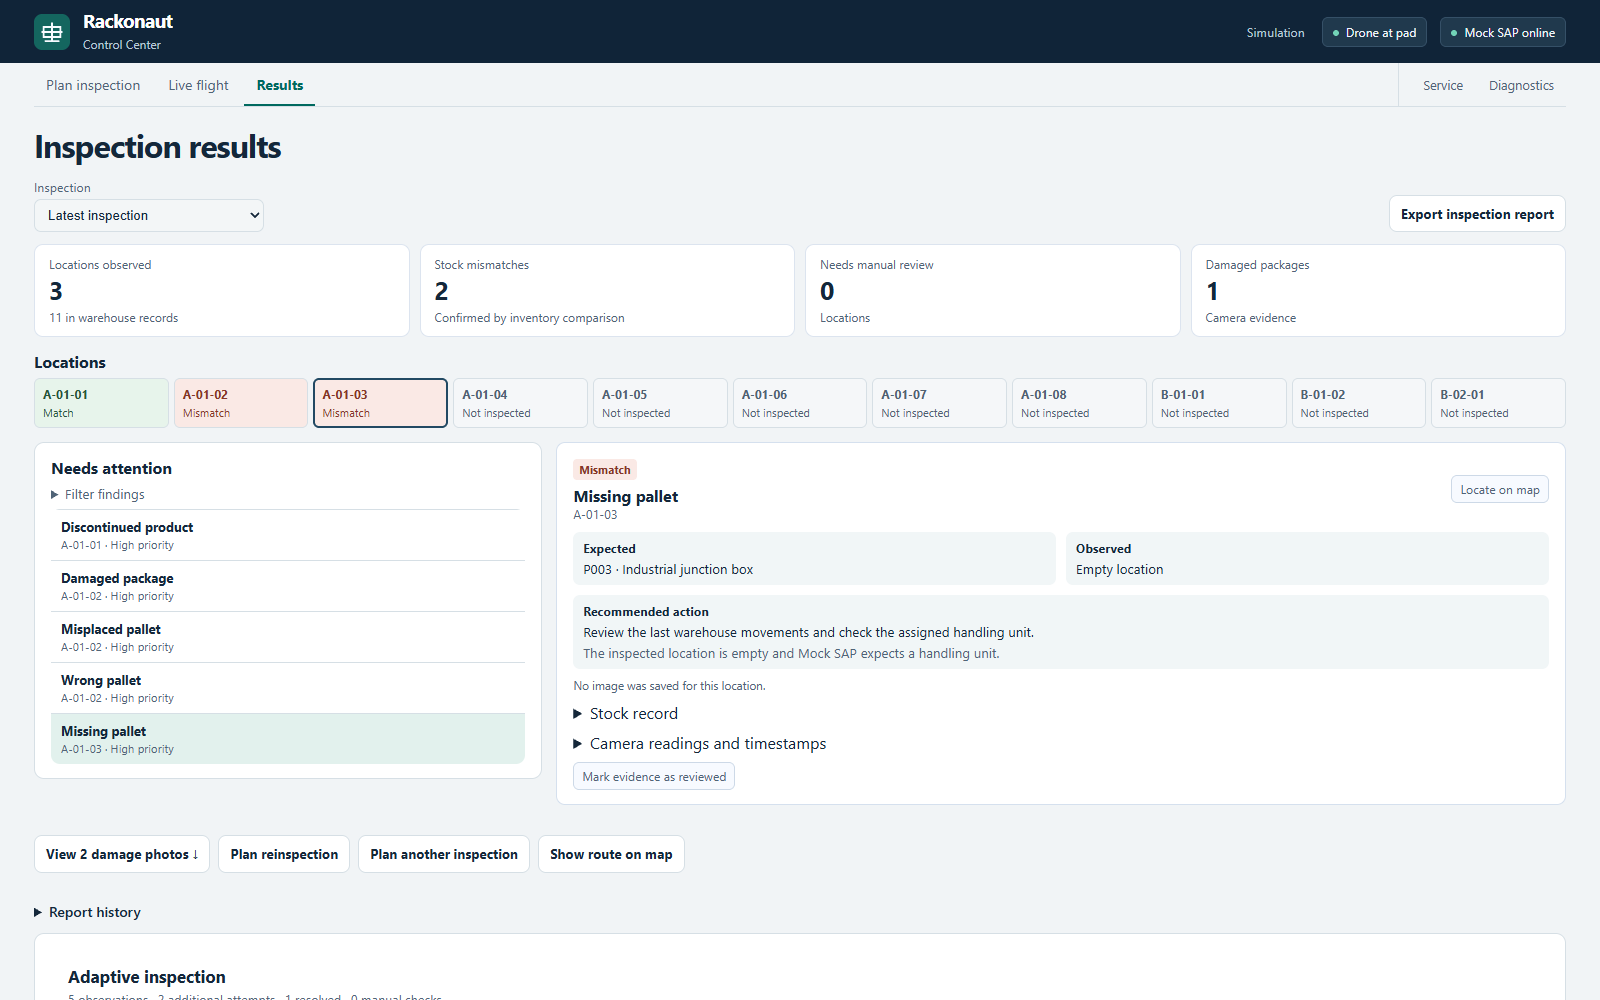 Rackonaut
Control Center
Simulation
Drone at pad
Mock SAP online
Plan inspection
Live flight
Results
Service
Diagnostics
Inspection results
Inspection
Latest inspection
Export inspection report
Locations observed
3
11 in warehouse records
Stock mismatches
2
Confirmed by inventory comparison
Needs manual review
0
Locations
Damaged packages
1
Camera evidence
Locations
A-01-01
Match
A-01-02
Mismatch
A-01-03
Mismatch
A-01-04
Not inspected
A-01-05
Not inspected
A-01-06
Not inspected
A-01-07
Not inspected
A-01-08
Not inspected
B-01-01
Not inspected
B-01-02
Not inspected
B-02-01
Not inspected
Needs attention
Filter findings
Discontinued product
A-01-01 · High priority
Damaged package
A-01-02 · High priority
Misplaced pallet
A-01-02 · High priority
Wrong pallet
A-01-02 · High priority
Missing pallet
A-01-03 · High priority
Mismatch
Missing pallet
A-01-03
Locate on map
Expected
P003 · Industrial junction box
Observed
Empty location
Recommended action
Review the last warehouse movements and check the assigned handling unit.
The inspected location is empty and Mock SAP expects a handling unit.
No image was saved for this location.
Stock record
Camera readings and timestamps
Mark evidence as reviewed
View 2 damage photos ↓
Plan reinspection
Plan another inspection
Show route on map
Report history
Adaptive inspection
5 observations · 2 additional attempts · 1 resolved · 0 manual checks